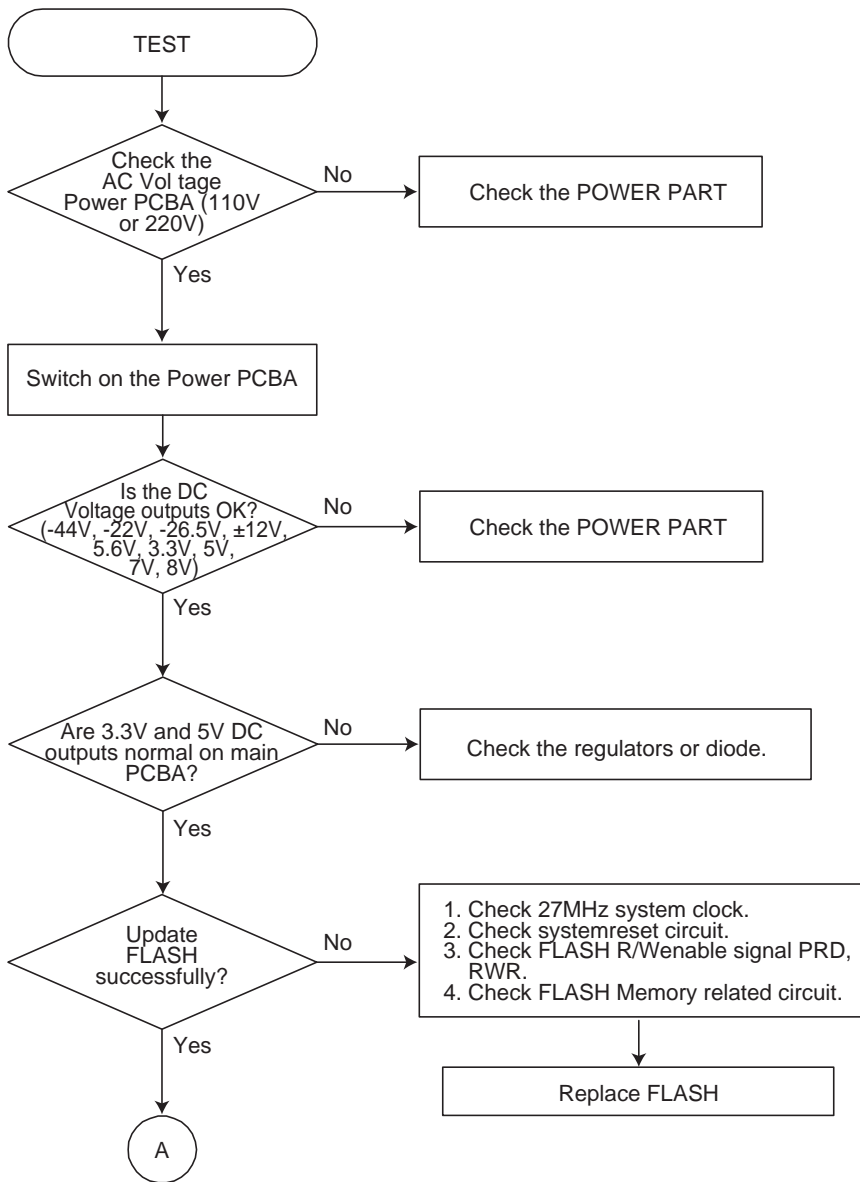 TEST
Check the
AC Vol tage
Power PCBA (110V
or 220V)
No
Check the POWER PART
Yes
Switch on the Power PCBA
Is the DC
Voltage outputs OK?
(-44V, -22V, -26.5V, ±12V,
5.6V, 3.3V, 5V,
7V, 8V)
No
Check the POWER PART
Yes
Are 3.3V and 5V DC
outputs normal on main
PCBA?
No
Check the regulators or diode.
Yes
Update
FLASH
successfully?
No
1. Check 27MHz system clock.
2. Check systemreset circuit.
3. Check FLASH R/Wenable signal PRD,
RWR.
4. Check FLASH Memory related circuit.
Yes
Replace FLASH
A